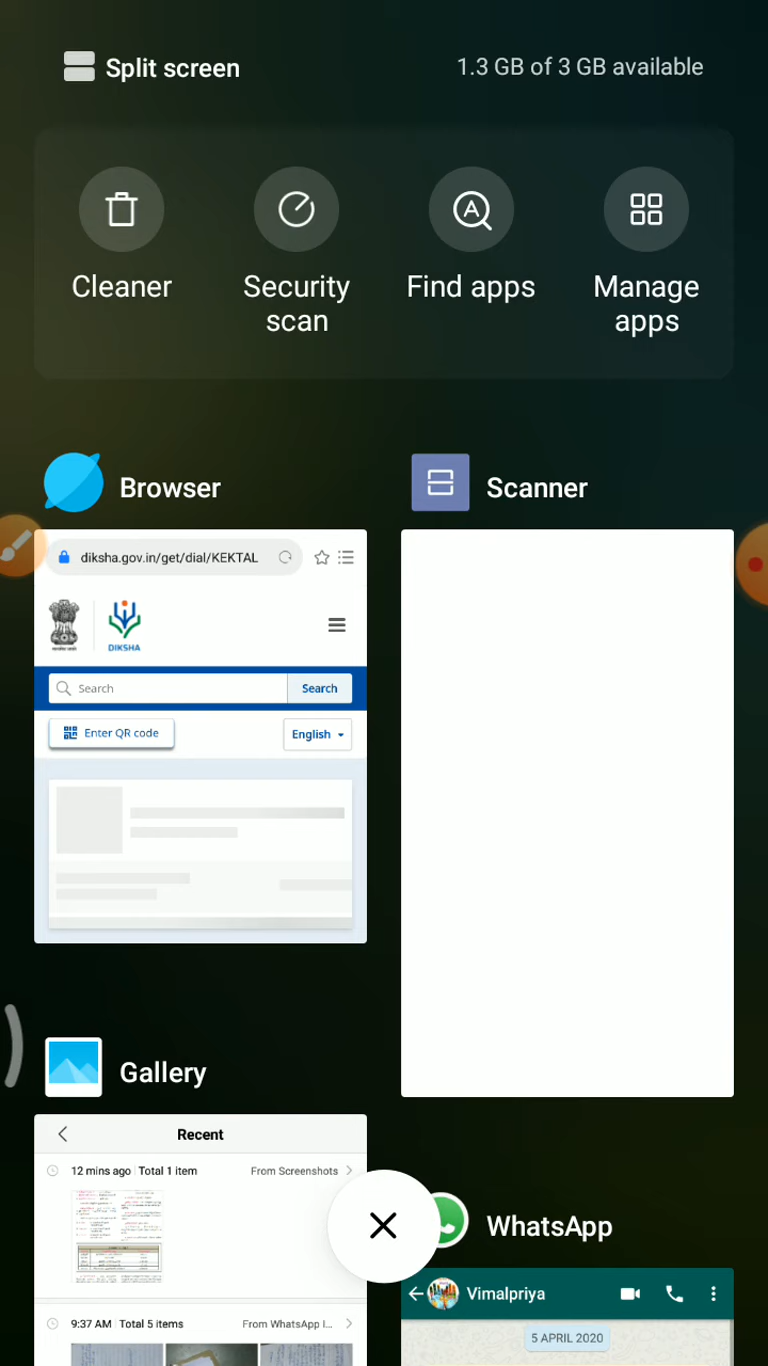 Split screen
1.3 GB of 3 GB available
Cleaner
Security
scan
Find apps
Manage
apps
Browser
Scanner
diksha.gov.in/get/dial/KEKTAL
DIKSHA
Search
Search
Enter QR code
English
Gallery
Recent
12 mins ago Total 1 item
From Screenshots
WhatsApp
Vimalpriya
9:37 AM Total 5 items
From WhatsApp I...
5 APRIL 2020